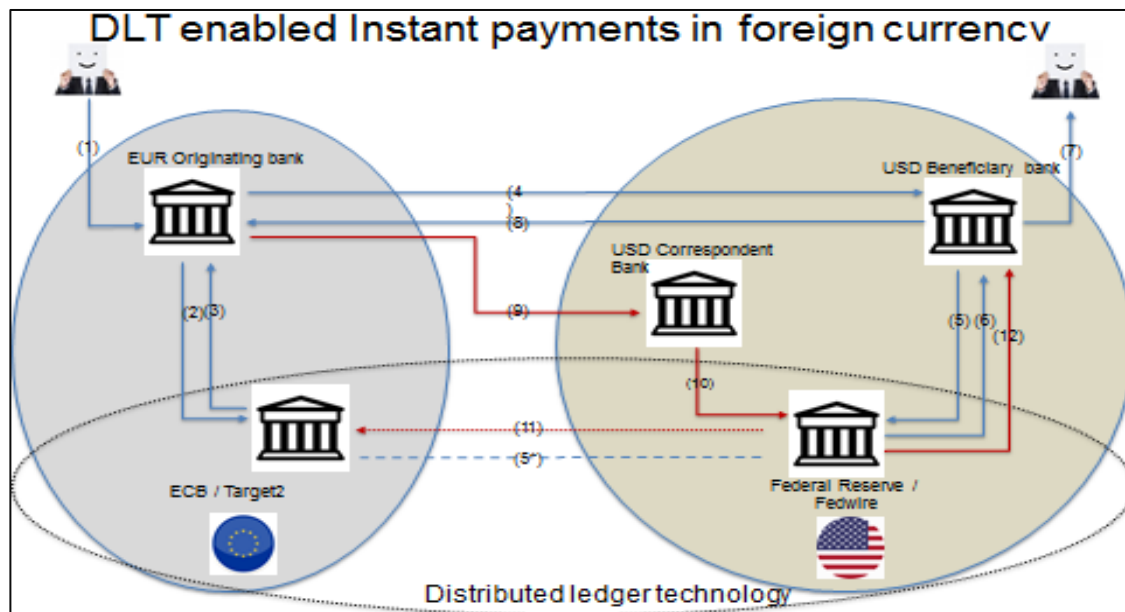 DLT enabled Instant payments in foreign currency
(1)
EUR Originating bank
(7)
USD Beneficiary bank
(4
)
(8)
USD Correspondent
Bank
(2)
(3)
(9)
(5)
(6)
(12)
(10)
(11)
(5*)
ECB / Target2
Federal Reserve /
Fedwire
Distributed ledger technology